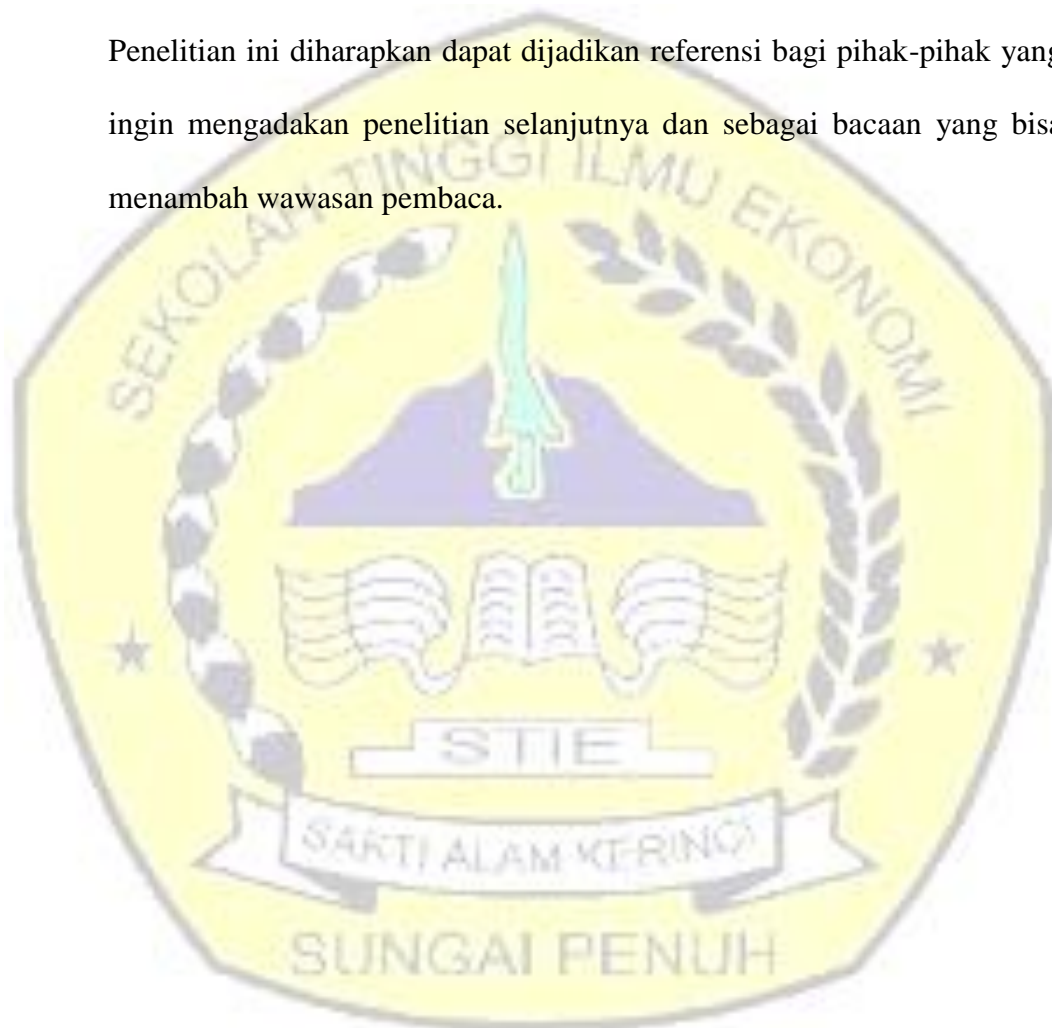 Penelitian ini diharapkan dapat dijadikan referensi bagi pihak-pihak yang
ingin mengadakan penelitian selanjutnya dan sebagai bacaan yang bisa
menambah wawasan pembaca.
SEKOLAH TINGGI ILMU EKONOMI
STIE
SAKTI ALAM KERINCI
SUNGAI PENUH